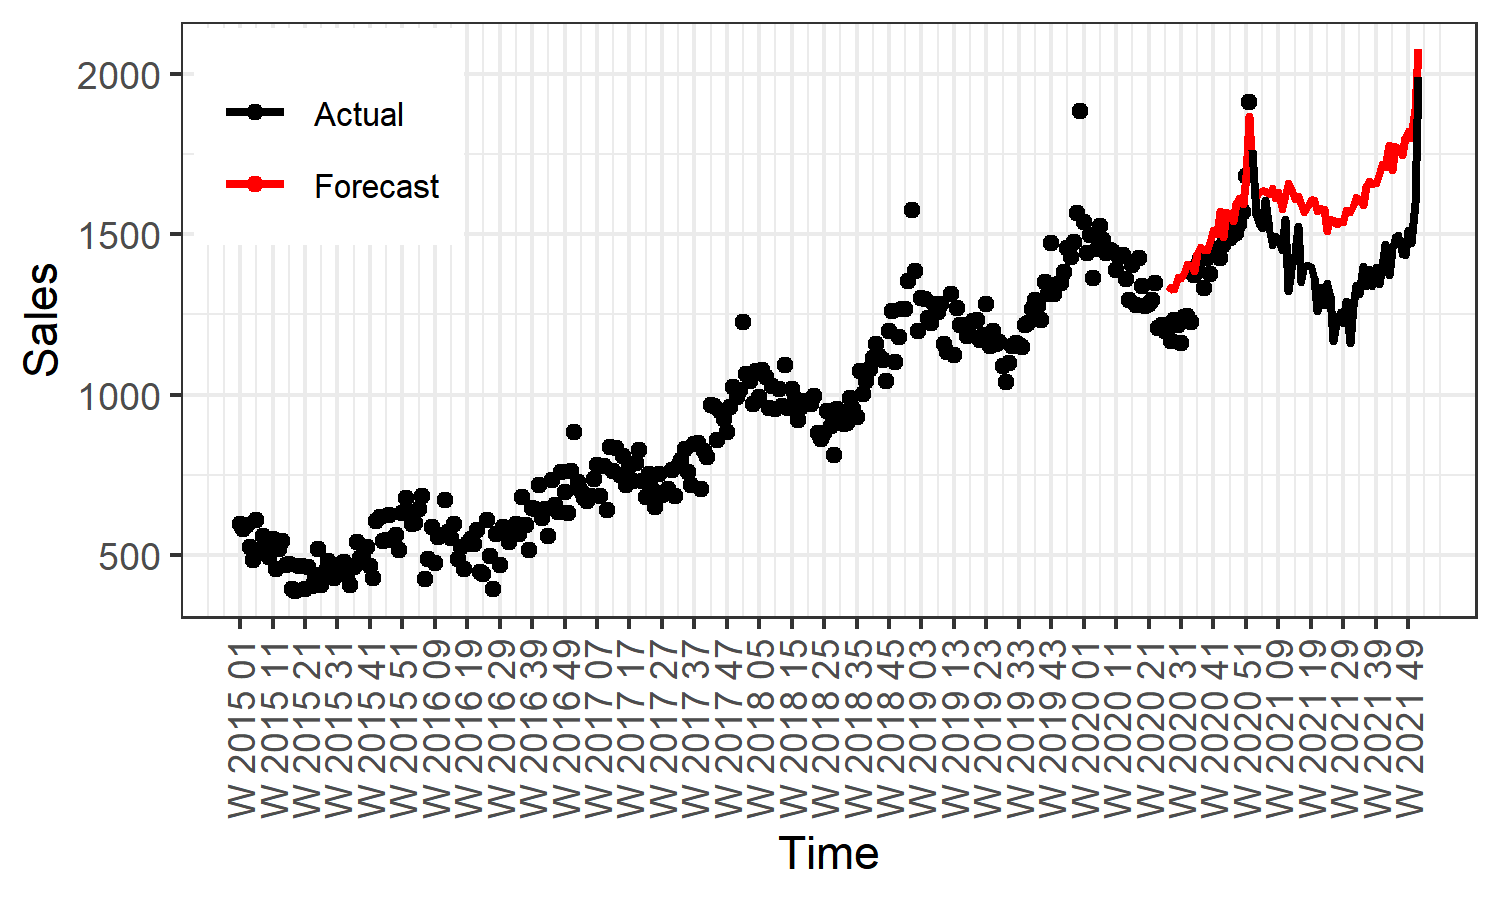 Sales
2000
1500
1000
500
Actual
Forecast
W 2015 01
W 2015 11
W 2015 21
W 2015 31
W 2015 41
W 2015 51
W 2016 09
W 2016 19
W 2016 29
W 2016 39
W 2016 49
W 2017 07
W 2017 17
W 2017 27
W 2017 37
W 2017 47
W 2018 05
W 2018 15
W 2018 25
W 2018 35
W 2018 45
W 2019 03
W 2019 13
W 2019 23
W 2019 33
W 2019 43
W 2020 01
W 2020 11
W 2020 21
W 2020 31
W 2020 41
W 2020 51
W 2021 09
W 2021 19
W 2021 29
W 2021 39
W 2021 49
Time